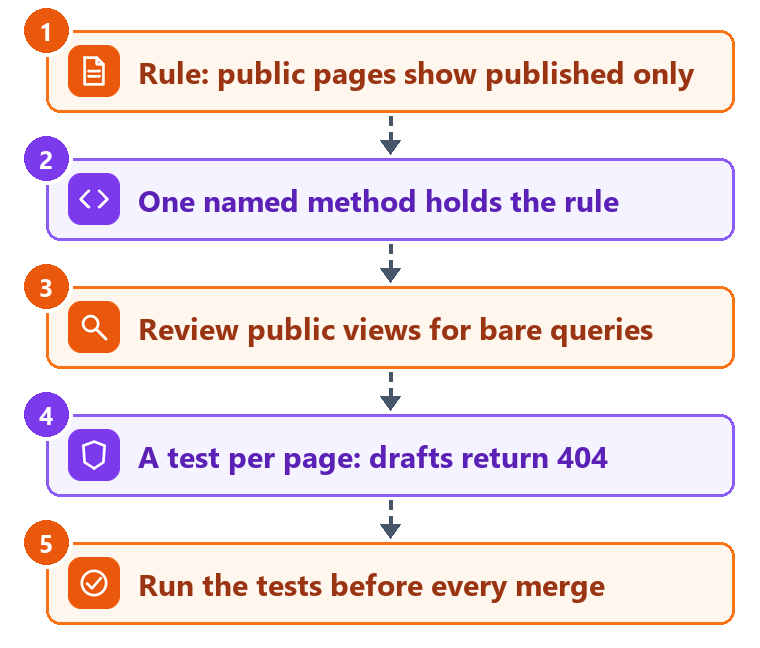 1
Rule: public pages show published only
2
One named method holds the rule
3
Review public views for bare queries
4
A test per page: drafts return 404
5
Run the tests before every merge